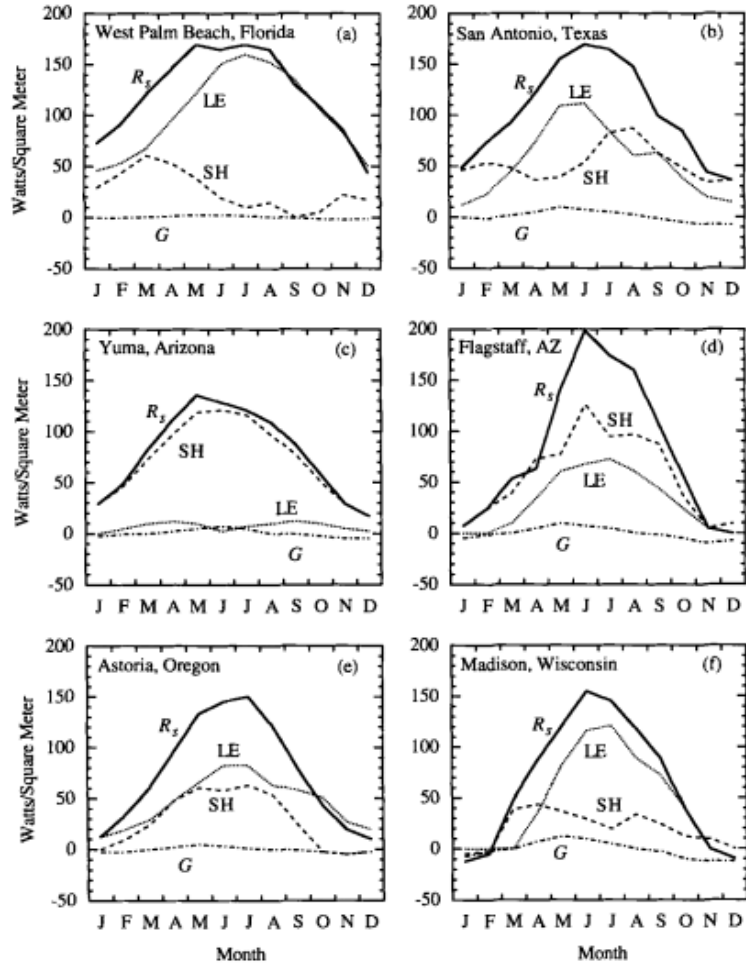 West Palm Beach, Florida (a)
Rs
LE
SH
G
Watts/Square Meter
200
150
100
50
0
-50
J F M A M J J A S O N D
San Antonio, Texas (b)
Rs
LE
SH
G
200
150
100
50
0
-50
J F M A M J J A S O N D
Yuma, Arizona (c)
Rs
SH
LE
G
Watts/Square Meter
200
150
100
50
0
-50
J F M A M J J A S O N D
Flagstaff, AZ (d)
Rs
SH
LE
G
200
150
100
50
0
-50
J F M A M J J A S O N D
Astoria, Oregon (e)
Rs
LE
SH
G
Watts/Square Meter
200
150
100
50
0
-50
J F M A M J J A S O N D
Month
Madison, Wisconsin (f)
Rs
LE
SH
G
200
150
100
50
0
-50
J F M A M J J A S O N D
Month